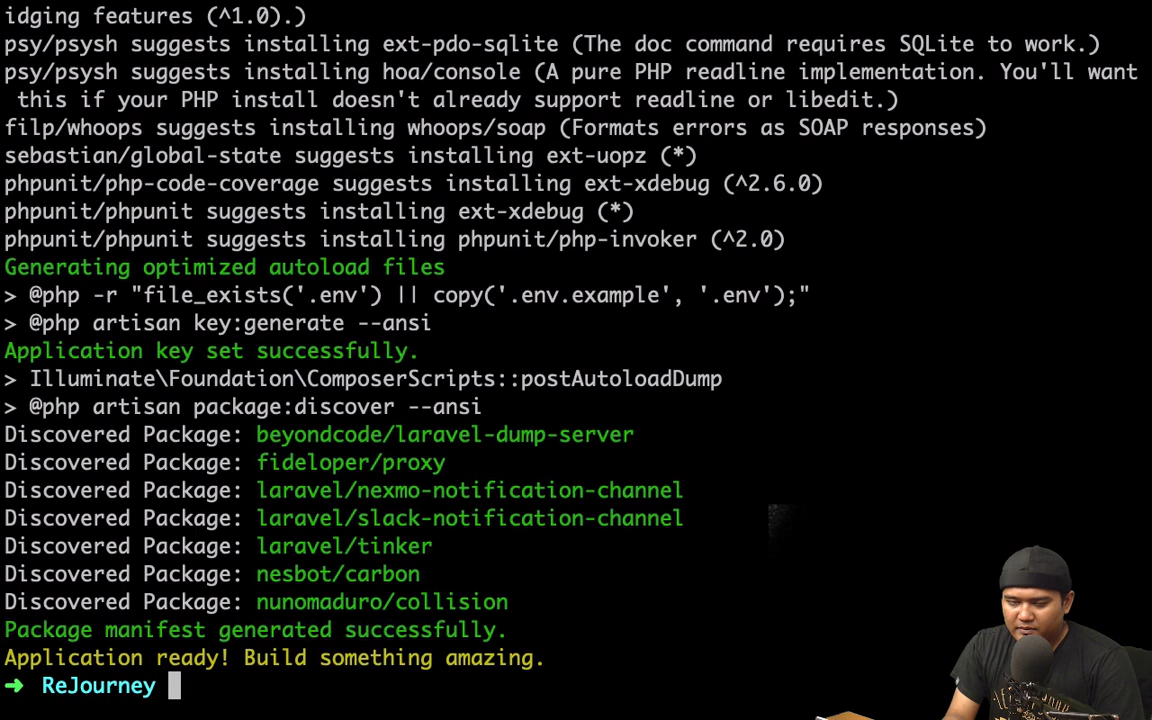 idging features (^1.0).)
psy/psysh suggests installing ext-pdo-sqlite (The doc command requires SQLite to work.)
psy/psysh suggests installing hoa/console (A pure PHP readline implementation. You'll want
this if your PHP install doesn't already support readline or libedit.)
filp/whoops suggests installing whoops/soap (Formats errors as SOAP responses)
sebastian/global-state suggests installing ext-uopz (*)
phpunit/php-code-coverage suggests installing ext-xdebug (^2.6.0)
phpunit/phpunit suggests installing ext-xdebug (*)
phpunit/phpunit suggests installing phpunit/php-invoker (^2.0)
Generating optimized autoload files
> @php -r "file_exists('.env') || copy('.env.example', '.env');"
> @php artisan key:generate --ansi
Application key set successfully.
> Illuminate\Foundation\ComposerScripts::postAutoloadDump
> @php artisan package:discover --ansi
Discovered Package: beyondcode/laravel-dump-server
Discovered Package: fideloper/proxy
Discovered Package: laravel/nexmo-notification-channel
Discovered Package: laravel/slack-notification-channel
Discovered Package: laravel/tinker
Discovered Package: nesbot/carbon
Discovered Package: nunomaduro/collision
Package manifest generated successfully.
Application ready! Build something amazing.
➜ ReJourney